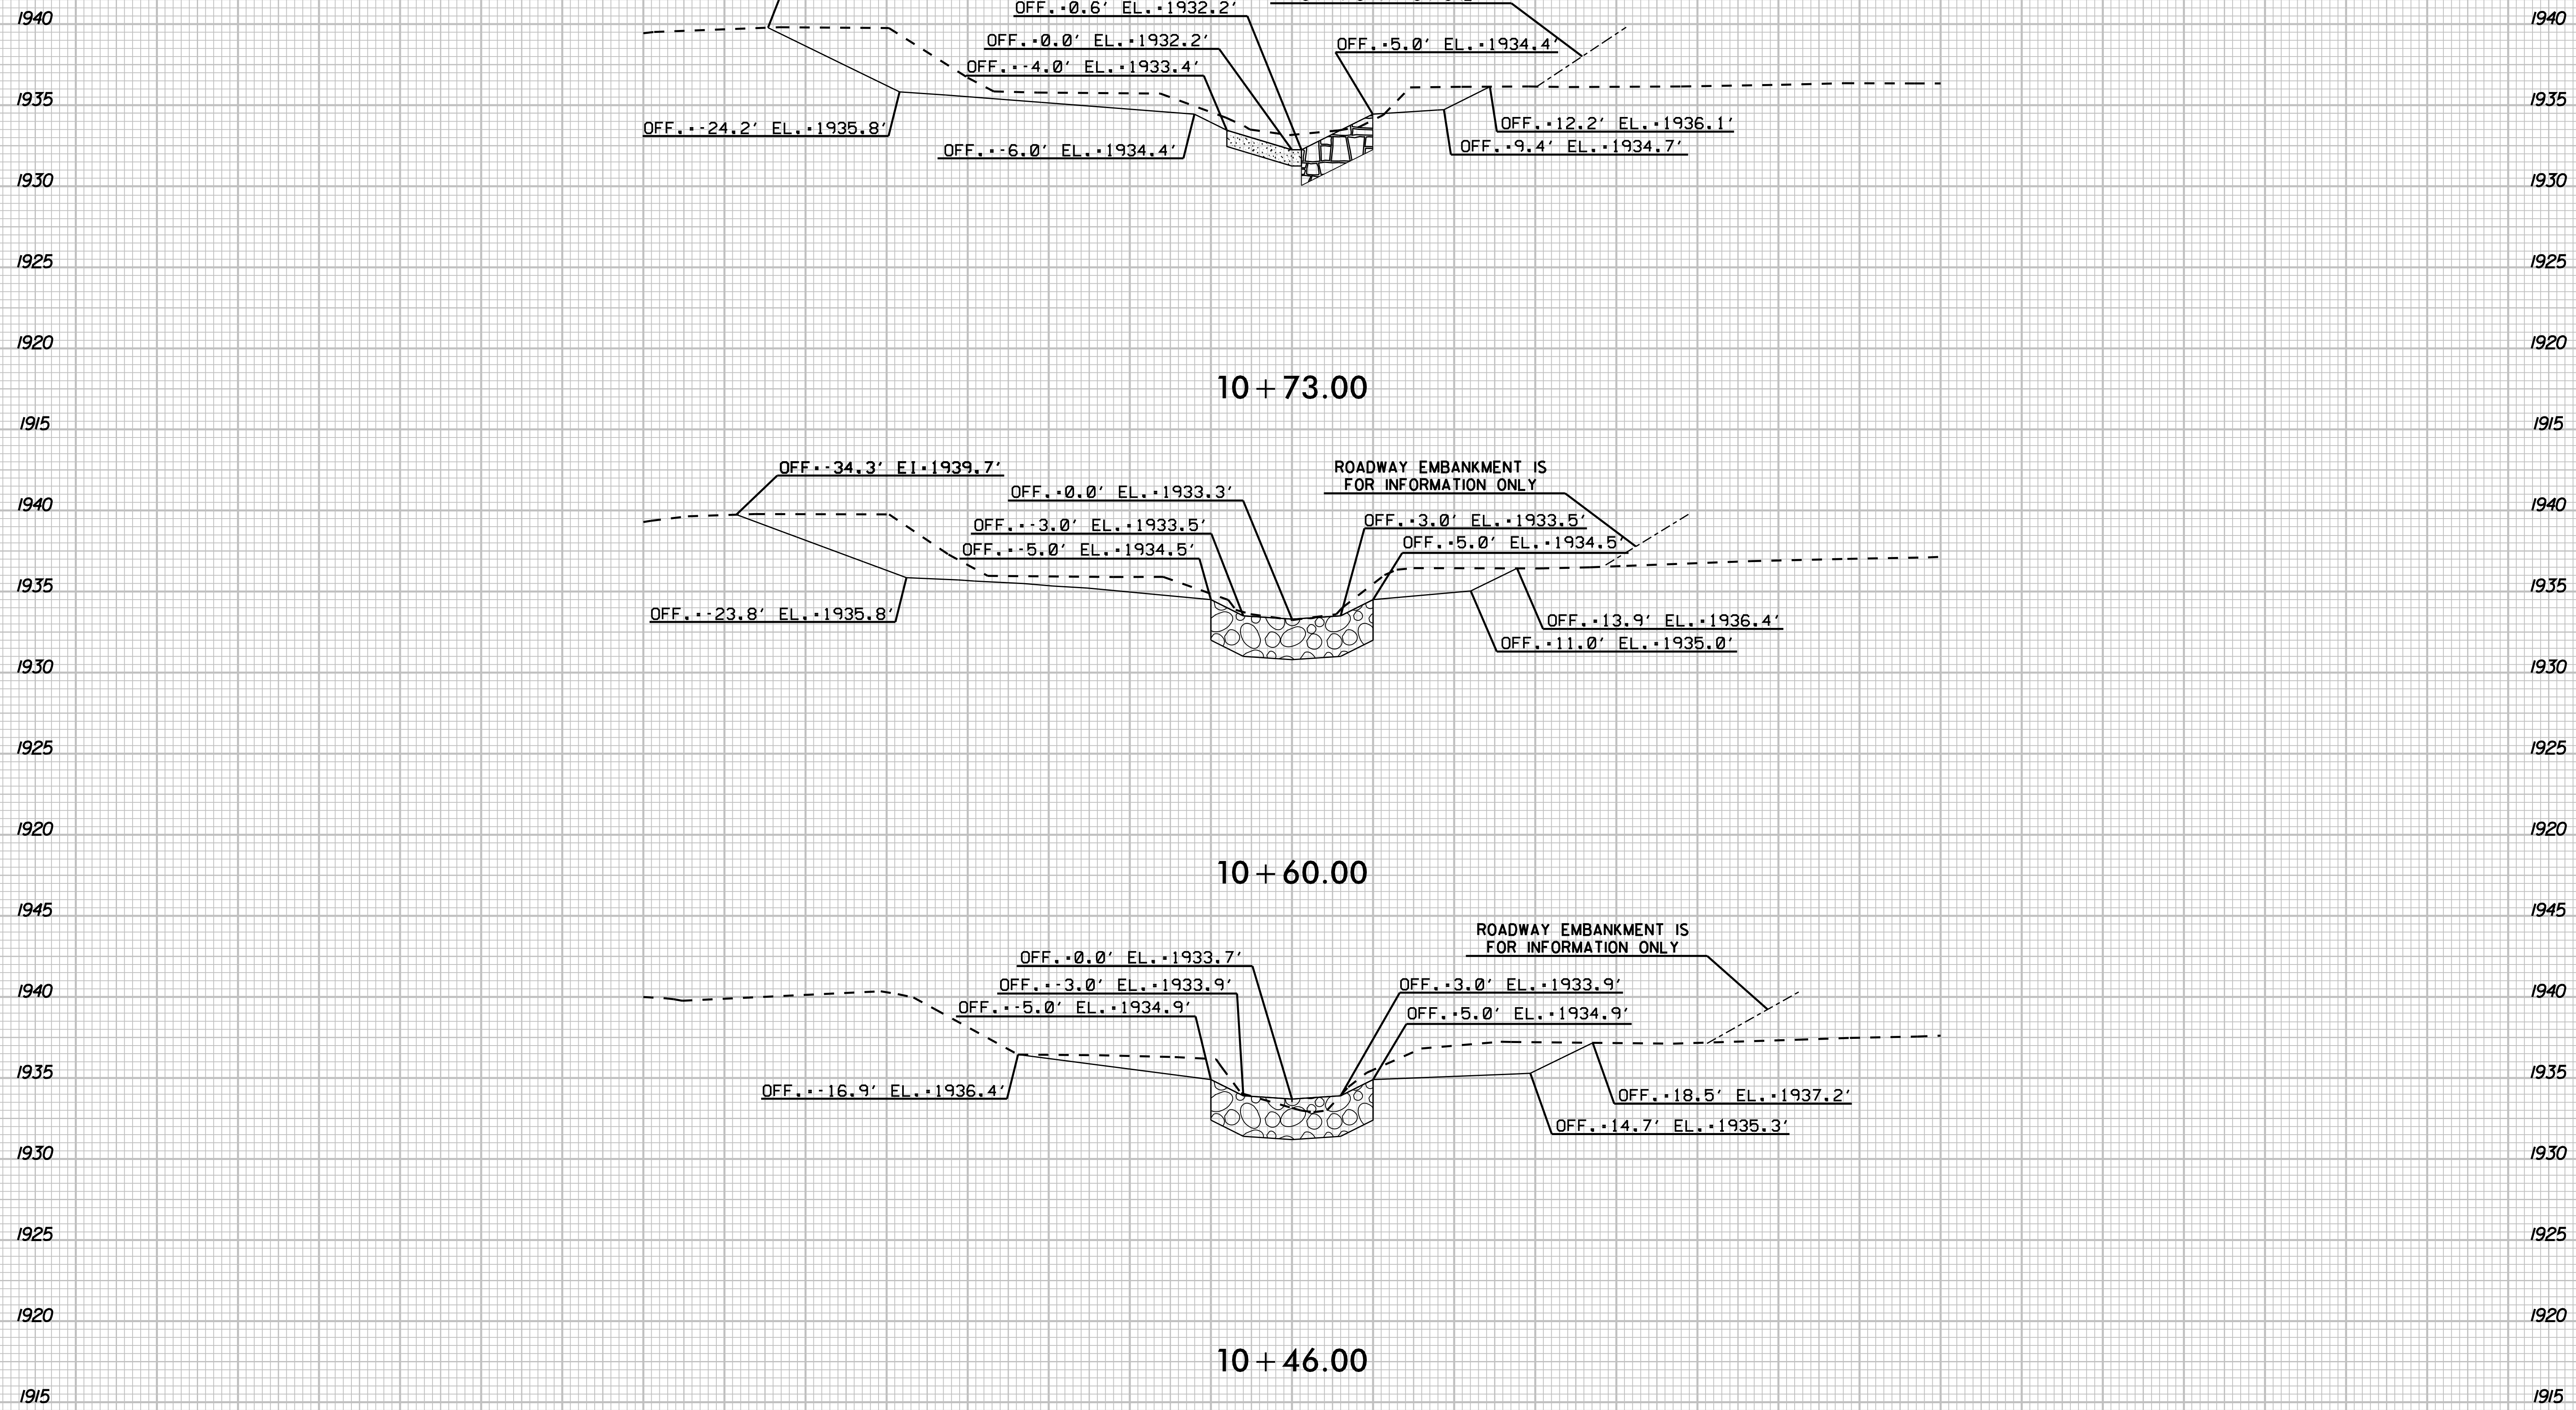 1940 1940
OFF.=0.6' EL.=1932.2'
OFF.=0.0' EL.=1932.2'
OFF.=5.0' EL.=1934.4'
OFF.=-4.0' EL.=1933.4'
1935 1935
OFF.=-24.2' EL.=1935.8'
OFF.=12.2' EL.=1936.1'
OFF.=-6.0' EL.=1934.4'
OFF.=9.4' EL.=1934.7'
1930 1930
1925 1925
1920 1920
10+73.00
1915 1915
OFF.=-34.3' El=1939.7'
ROADWAY EMBANKMENT IS
FOR INFORMATION ONLY
OFF.=0.0' EL.=1933.3'
1940 1940
OFF.=-3.0' EL.=1933.5'
OFF.=3.0' EL.=1933.5'
OFF.=-5.0' EL.=1934.5'
OFF.=5.0' EL.=1934.5'
1935 1935
OFF.=-23.8' EL.=1935.8'
OFF.=13.9' EL.=1936.4'
OFF.=11.0' EL.=1935.0'
1930 1930
1925 1925
1920 1920
10+60.00
1945 1945
ROADWAY EMBANKMENT IS
FOR INFORMATION ONLY
OFF.=0.0' EL.=1933.7'
OFF.=-3.0' EL.=1933.9'
OFF.=3.0' EL.=1933.9'
1940 1940
OFF.=-5.0' EL.=1934.9'
OFF.=5.0' EL.=1934.9'
1935 1935
OFF.=-16.9' EL.=1936.4'
OFF.=18.5' EL.=1937.2'
OFF.=14.7' EL.=1935.3'
1930 1930
1925 1925
1920 1920
10+46.00
1915 1915